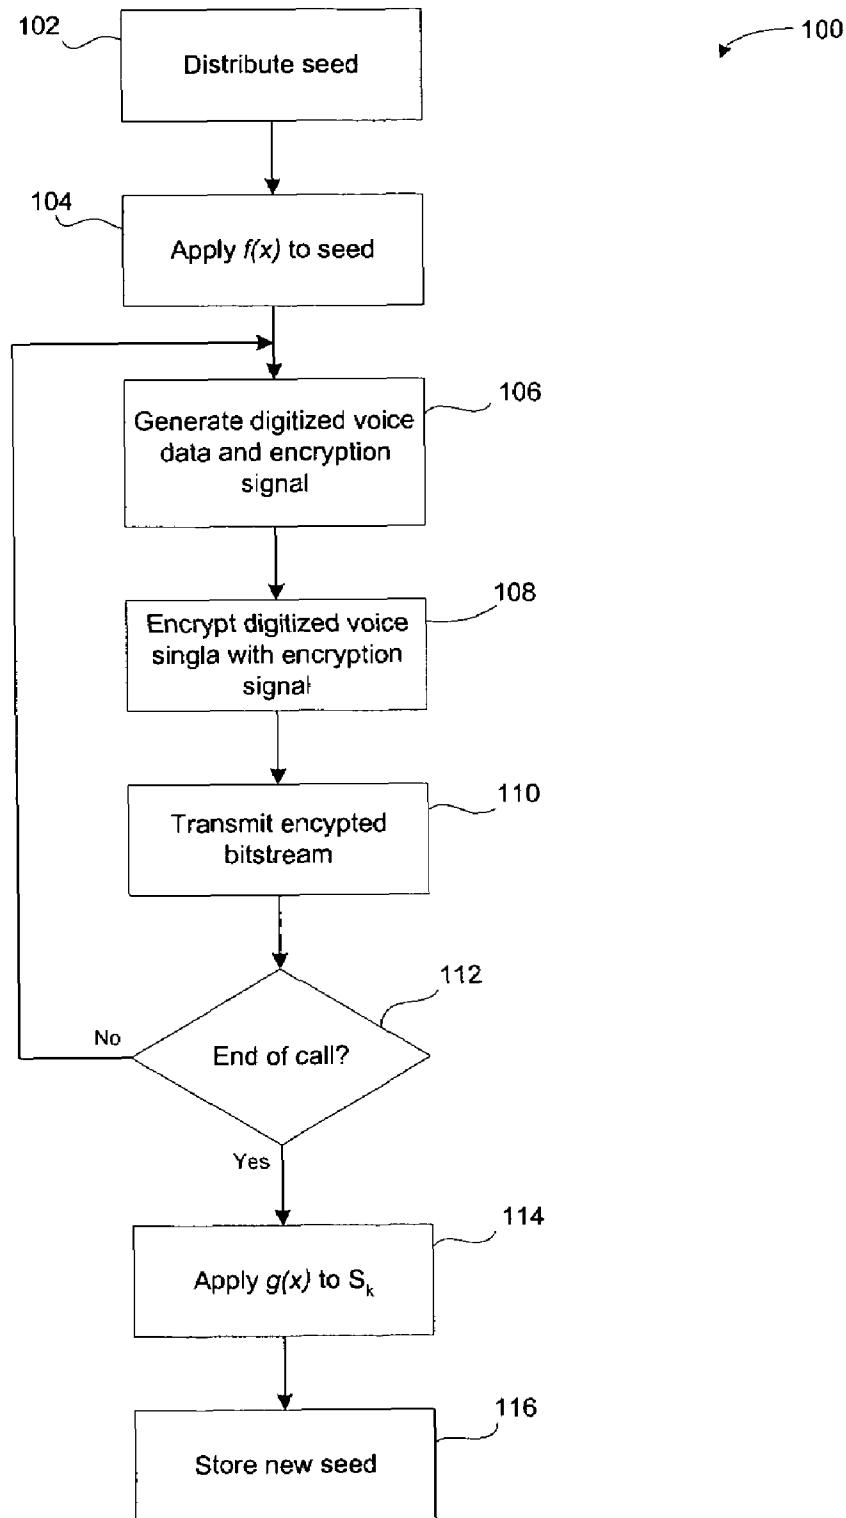 102
Distribute seed
100
104
Apply f(x) to seed
106
Generate digitized voice
data and encryption
signal
108
Encrypt digitized voice
singla with encryption
signal
110
Transmit encypted
bitstream
112
End of call?
No
Yes
114
Apply g(x) to Sk
116
Store new seed